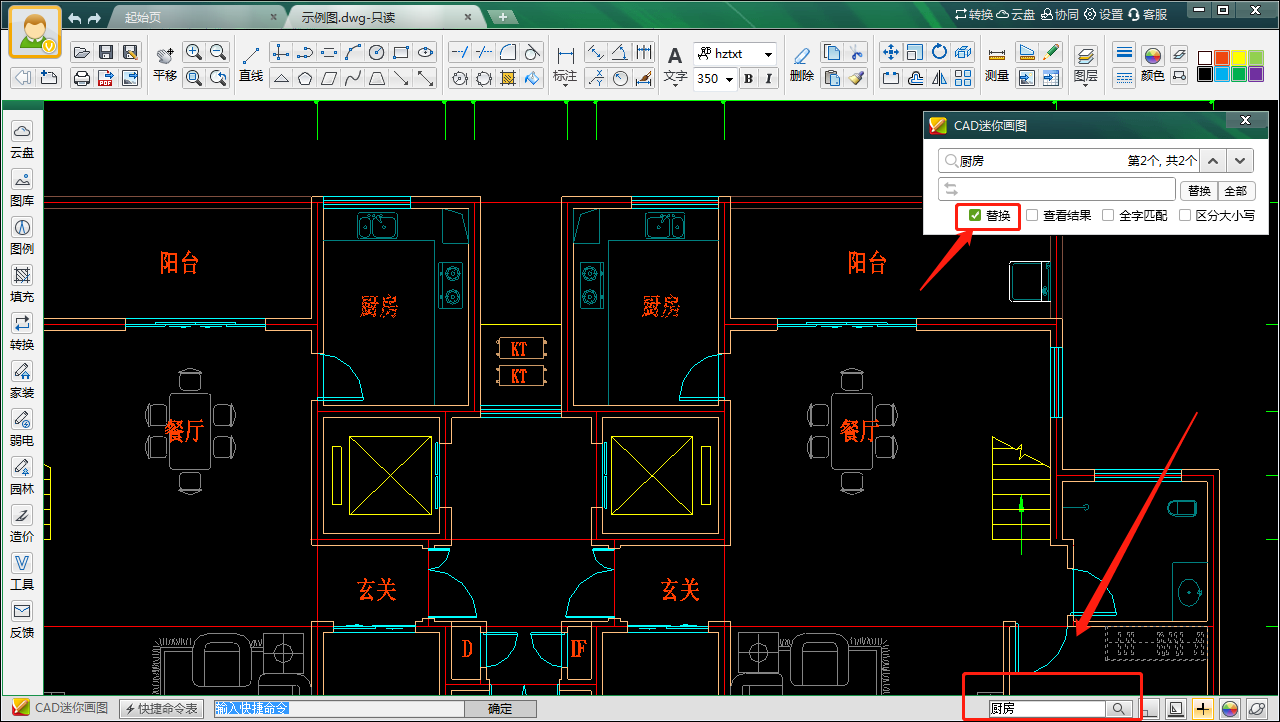 起始页
示例图.dwg-只读
转换
云盘
协同
设置
客服
平移
直线
标注
文字
hztxt
350
B
I
删除
测量
图层
颜色
云盘
图库
图例
填充
转换
家装
弱电
园林
造价
工具
反馈
CAD迷你画图
厨房
第2个, 共2个
替换
全部
替换
查看结果
全字匹配
区分大小写
阳台
厨房
厨房
阳台
KT
KT
餐厅
餐厅
玄关
玄关
D
CAD迷你画图
快捷命令表
输入快捷命令
确定
厨房